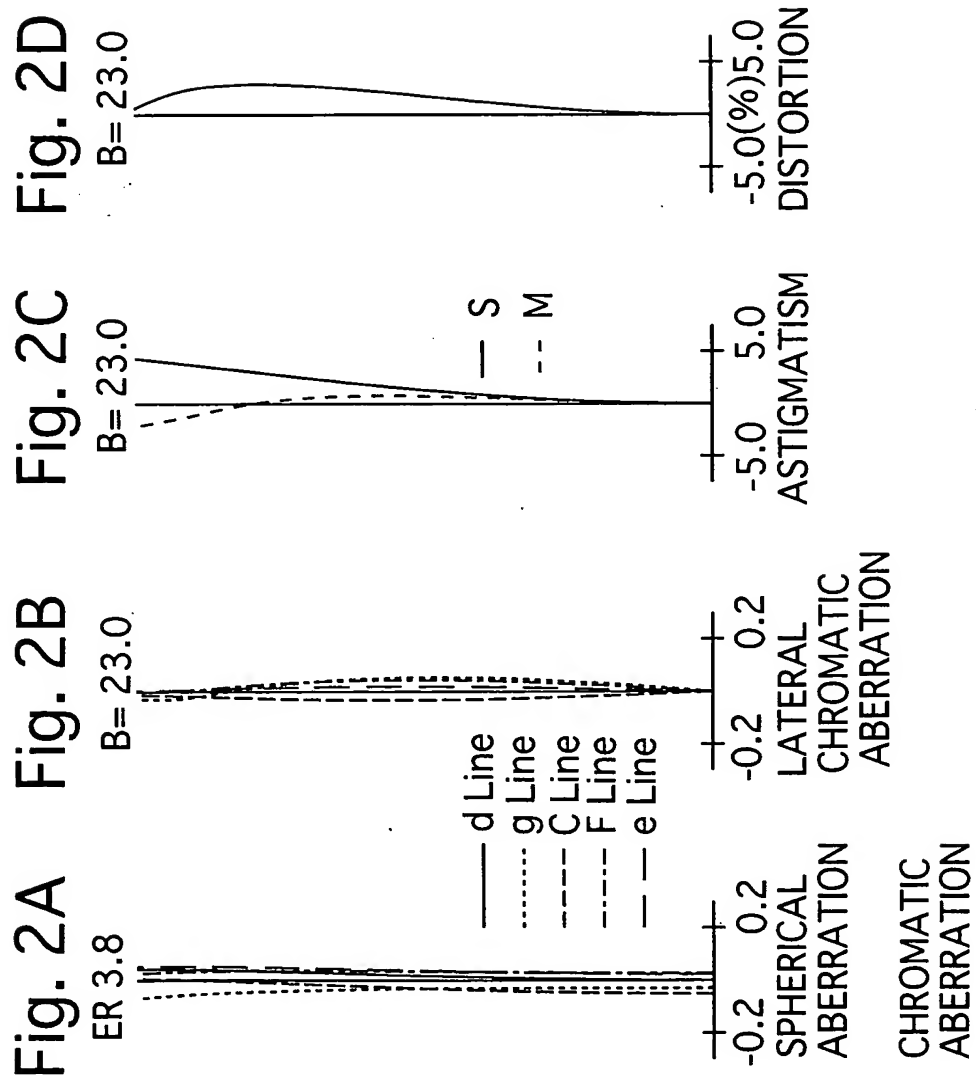 Fig. 2A
ER 3.8
-0.2 0.2
SPHERICAL
ABERRATION
CHROMATIC
ABERRATION
d Line
g Line
C Line
F Line
e Line
Fig. 2B
B= 23.0
-0.2 0.2
LATERAL
CHROMATIC
ABERRATION
Fig. 2C
B= 23.0
S
M
-5.0 5.0
ASTIGMATISM
Fig. 2D
B= 23.0
-5.0(%)5.0
DISTORTION